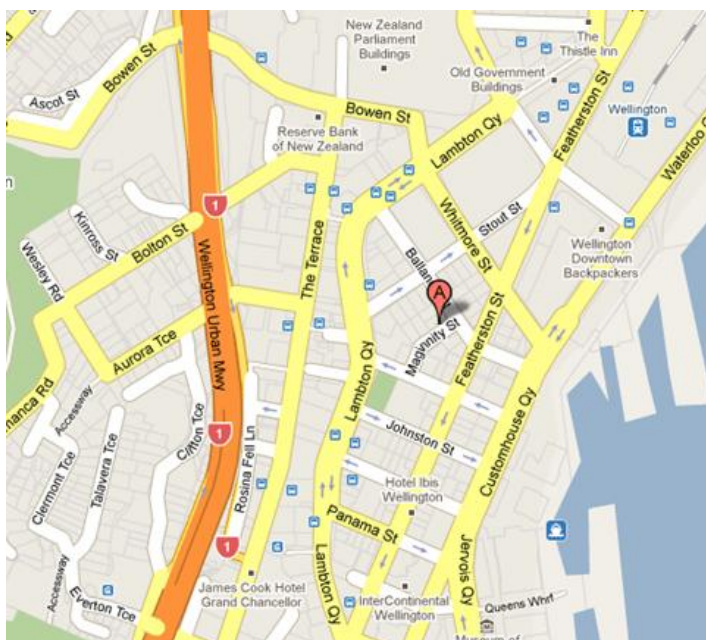 New Zealand
Parliament
Buildings
The
Thistle Inn
Bowen St
Ascot St
Old Government
Buildings
Bowen St
Reserve Bank
of New Zealand
Wellington
Featherston St
Lambton Qy
Waterloo
1
Kinross St
Bolton St
Wesley Rd
Wellington Urban Mwy
The Terrace
Whitmore St
Stout St
Ballan
Wellington
Downtown
Backpackers
A
Maginnity St
Featherston St
Aurora Tce
Lambton Qy
Customhouse Qy
manca Rd
Accessway
Clifton Tce
1
Johnston St
Talavera Tce
Clermont Tce
Rosina Fell Ln
Hotel Ibis
Wellington
Panama St
1
G
Jervois Qy
Lambton Qy
Accessway
G
James Cook Hotel
Grand Chancellor
Everton Tce
InterContinental
Wellington
Queens Whrf
Museum of